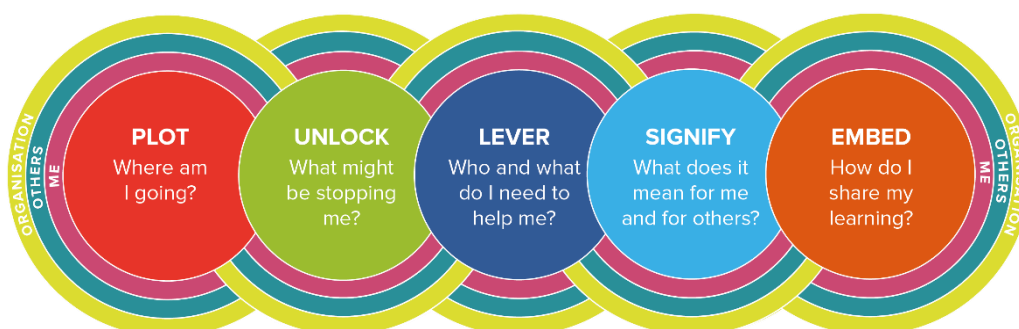 ORGANISATION
OTHERS
ME
PLOT
Where am
I going?
UNLOCK
What might
be stopping
me?
LEVER
Who and what
do I need to
help me?
SIGNIFY
What does it
mean for me
and for others?
EMBED
How do I
share my
learning?
ME
OTHERS
ORGANISATION